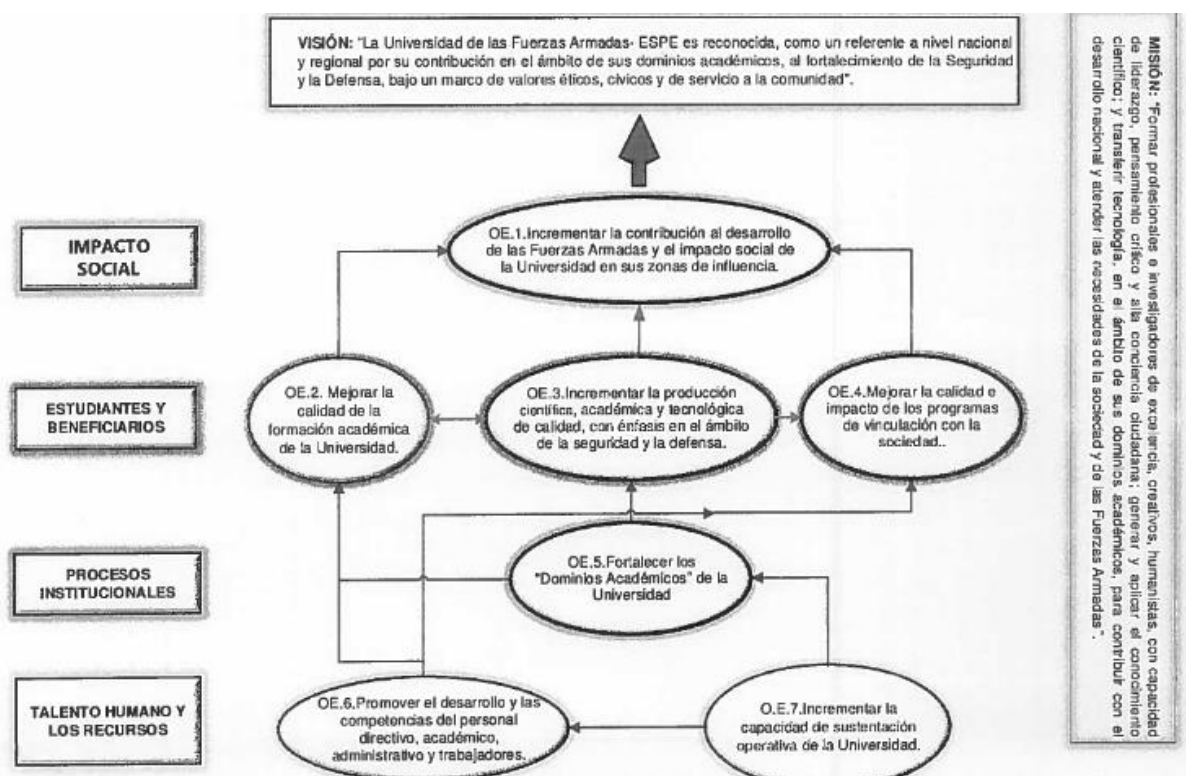 VISIÓN: "La Universidad de las Fuerzas Armadas- ESPE es reconocida, como un referente a nivel nacional
y regional por su contribución en el ámbito de sus dominios académicos, al fortalecimiento de la Seguridad
y la Defensa, bajo un marco de valores éticos, cívicos y de servicio a la comunidad".
MISIÓN: "Formar profesionales e investigadores de excelencia, creativos, humanistas, con capacidad
de liderazgo, pensamiento crítico y alta conciencia ciudadana; generar y aplicar el conocimiento
científico; y transferir tecnología, en el ámbito de sus dominios académicos, para contribuir con el
desarrollo nacional y atender las necesidades de la sociedad y de las Fuerzas Armadas".
IMPACTO
SOCIAL
OE.1.Incrementar la contribución al desarrollo
de las Fuerzas Armadas y el impacto social de
la Universidad en sus zonas de influencia.
ESTUDIANTES Y
BENEFICIARIOS
OE.2. Mejorar la
calidad de la
formación académica
de la Universidad.
OE.3.Incrementar la producción
científica, académica y tecnológica
de calidad, con énfasis en el ámbito
de la seguridad y la defensa.
OE.4.Mejorar la calidad e
impacto de los programas
de vinculación con la
sociedad..
PROCESOS
INSTITUCIONALES
OE.5.Fortalecer los
"Dominios Académicos" de la
Universidad
TALENTO HUMANO Y
LOS RECURSOS
OE.6.Promover el desarrollo y las
competencias del personal
directivo, académico,
administrativo y trabajadores.
O.E.7.Incrementar la
capacidad de sustentación
operativa de la Universidad.